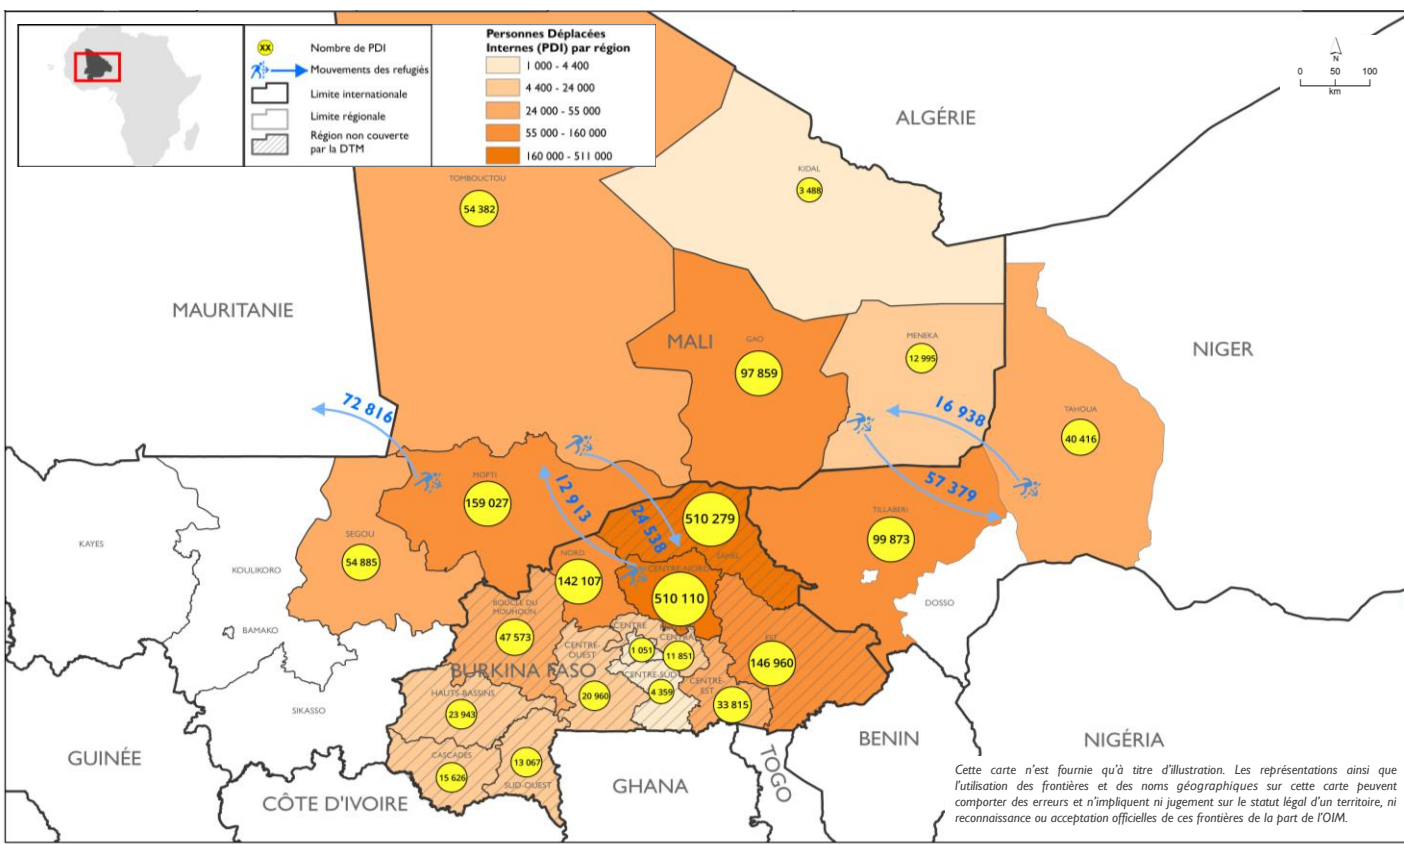 XX
Nombre de PDI
Mouvements des refugiés
Limite internationale
Limite régionale
Région non couverte
par la DTM
Personnes Déplacées
Internes (PDI) par région
1 000 - 4 400
4 400 - 24 000
24 000 - 55 000
55 000 - 160 000
160 000 - 511 000
N
0 50 100
km
ALGÉRIE
KIDAL
3 488
TOMBOUCTOU
54 382
MAURITANIE
MALI
GAO
97 859
MENEKA
12 995
NIGER
72 816
16 938
TAHOUA
40 416
MOPTI
159 027
12 913
24 538
57 379
510 279
SAHEL
TILLABERI
99 873
KAYES
SEGOU
54 885
KOULIKORO
NORD
142 107
CENTRE-NORD
510 110
DOSSO
BAMAKO
BOUCLE DU
MOUHOUN
47 573
CENTRE
1 051
CENTRAL
11 851
EST
146 960
CENTRE-
OUEST
20 960
BURKINA FASO
CENTRE-SUD
4 359
CENTRE-
EST
33 815
HAUTS-BASSINS
23 943
SIKASSO
CASCADES
15 626
13 067
SUD-OUEST
GUINÉE
CÔTE D'IVOIRE
GHANA
TOGO
BENIN
NIGÉRIA
Cette carte n'est fournie qu'à titre d'illustration. Les représentations ainsi que
l'utilisation des frontières et des noms géographiques sur cette carte peuvent
comporter des erreurs et n'impliquent ni jugement sur le statut légal d'un territoire, ni
reconnaissance ou acceptation officielles de ces frontières de la part de l'OIM.